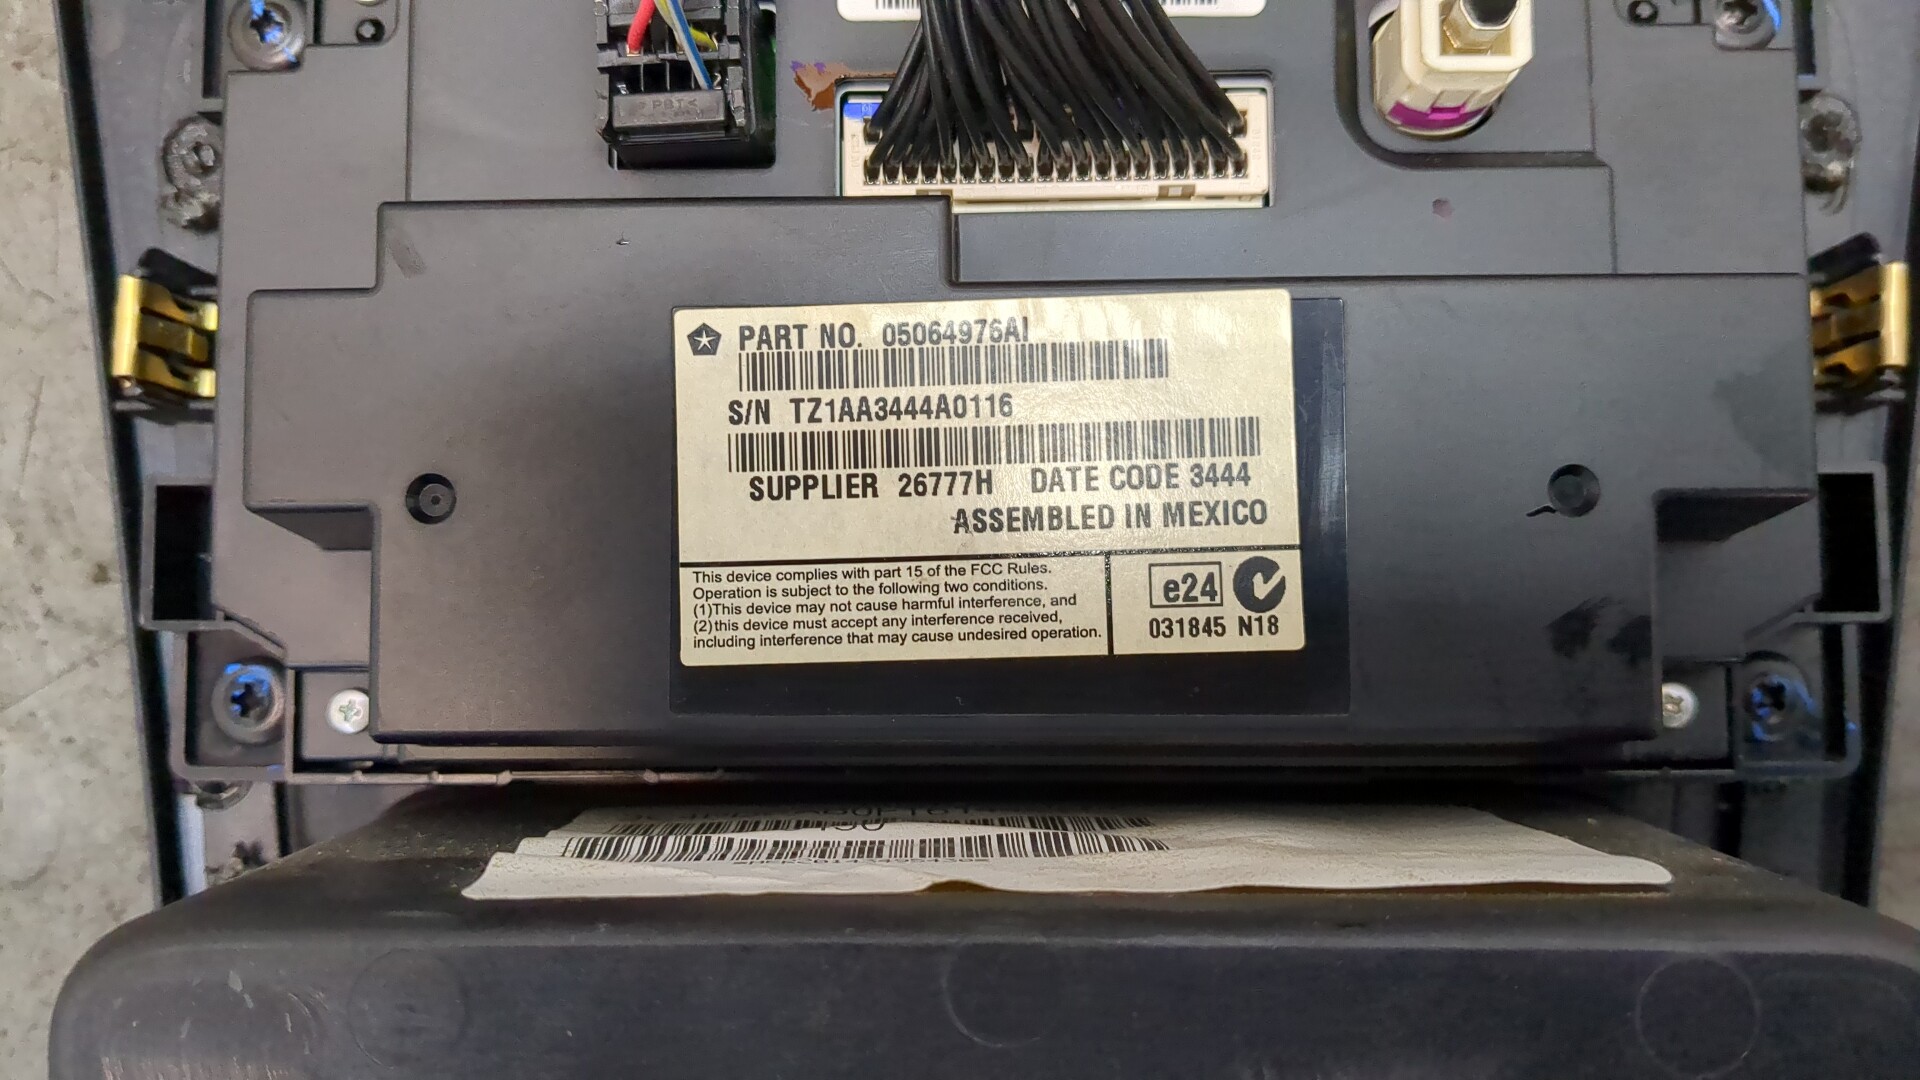 >PBT<
PART NO. 05064976AI
S/N TZ1AA3444A0116
SUPPLIER 26777H DATE CODE 3444
ASSEMBLED IN MEXICO
This device complies with part 15 of the FCC Rules.
Operation is subject to the following two conditions.
(1)This device may not cause harmful interference, and
(2)this device must accept any interference received,
including interference that may cause undesired operation.
e24
031845 N18